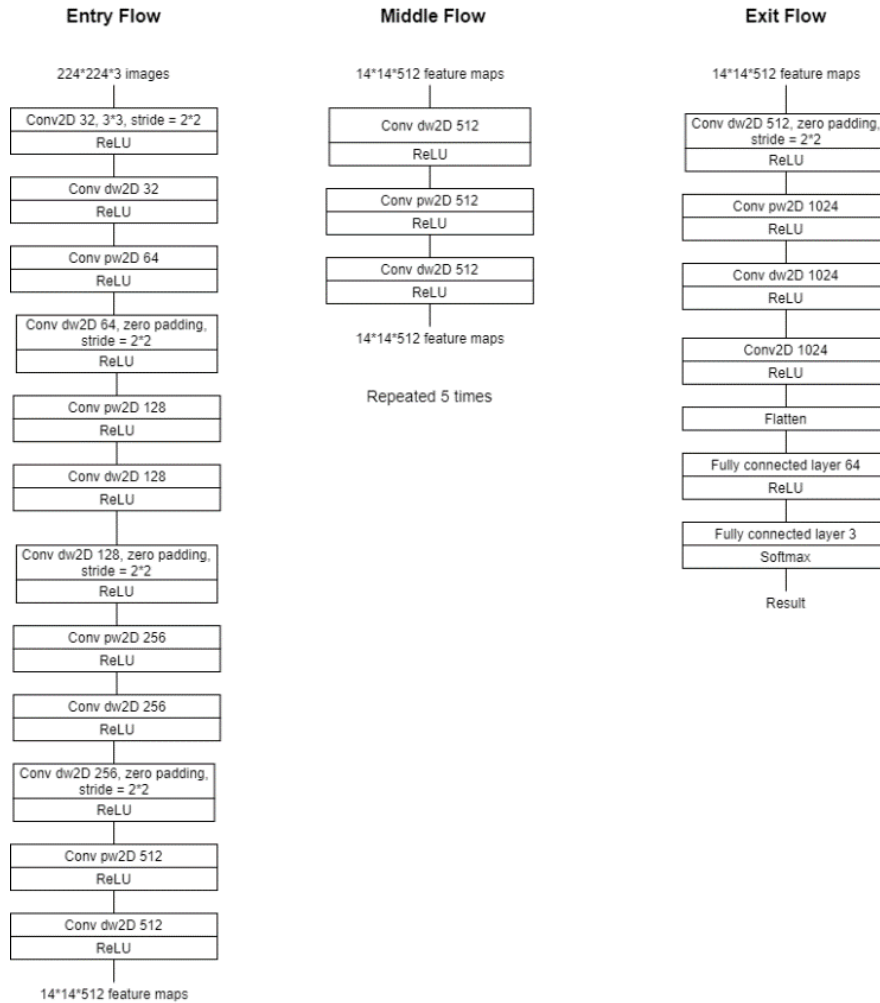 Entry Flow
224*224*3 images
Conv2D 32, 3*3, stride = 2*2
ReLU
Conv dw2D 32
ReLU
Conv pw2D 64
ReLU
Conv dw2D 64, zero padding,
stride = 2*2
ReLU
Conv pw2D 128
ReLU
Conv dw2D 128
ReLU
Conv dw2D 128, zero padding,
stride = 2*2
ReLU
Conv pw2D 256
ReLU
Conv dw2D 256
ReLU
Conv dw2D 256, zero padding,
stride = 2*2
ReLU
Conv pw2D 512
ReLU
Conv dw2D 512
ReLU
14*14*512 feature maps
Middle Flow
14*14*512 feature maps
Conv dw2D 512
ReLU
Conv pw2D 512
ReLU
Conv dw2D 512
ReLU
14*14*512 feature maps
Repeated 5 times
Exit Flow
14*14*512 feature maps
Conv dw2D 512, zero padding,
stride = 2*2
ReLU
Conv pw2D 1024
ReLU
Conv dw2D 1024
ReLU
Conv2D 1024
ReLU
Flatten
Fully connected layer 64
ReLU
Fully connected layer 3
Softmax
Result